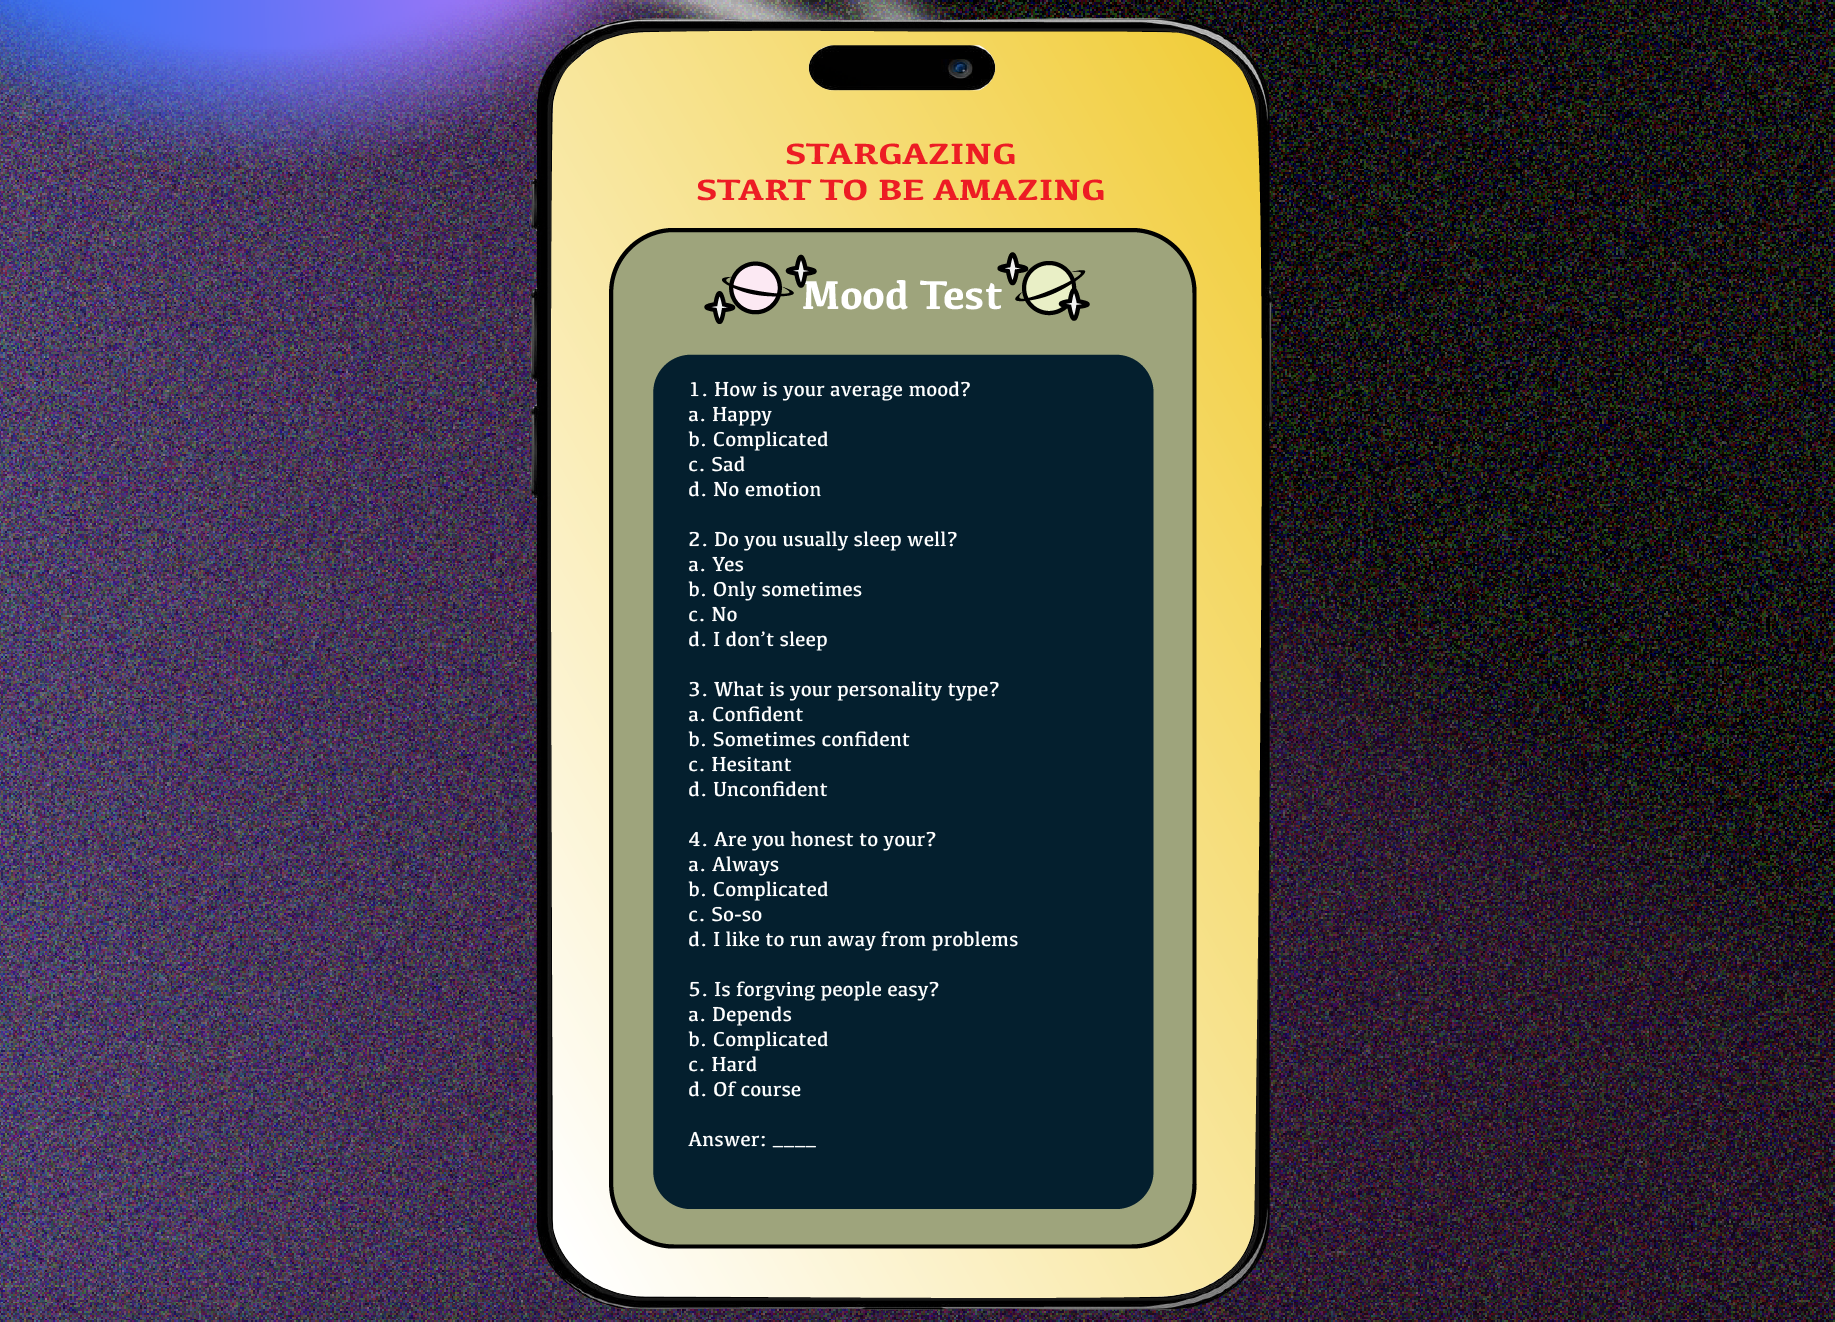 STARGAZING
START TO BE AMAZING
Mood Test
1. How is your average mood?
a. Happy
b. Complicated
c. Sad
d. No emotion
2. Do you usually sleep well?
a. Yes
b. Only sometimes
c. No
d. I don’t sleep
3. What is your personality type?
a. Confident
b. Sometimes confident
c. Hesitant
d. Unconfident
4. Are you honest to your?
a. Always
b. Complicated
c. So-so
d. I like to run away from problems
5. Is forgving people easy?
a. Depends
b. Complicated
c. Hard
d. Of course
Answer: ____